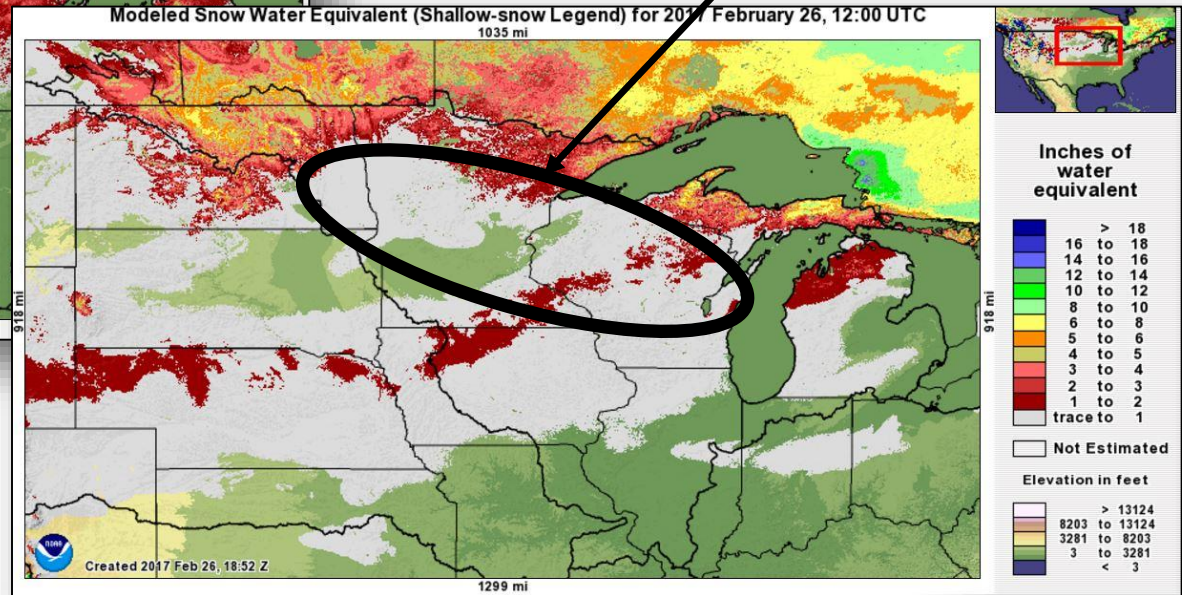 Modeled Snow Water Equivalent (Shallow-snow Legend) for 2017 February 26, 12:00 UTC
1035 mi
918 mi
918 mi
1299 mi
NOAA
Created 2017 Feb 26, 18:52 Z
Inches of
water
equivalent
> 18
16 to 18
14 to 16
12 to 14
10 to 12
8 to 10
6 to 8
5 to 6
4 to 5
3 to 4
2 to 3
1 to 2
trace to 1
Not Estimated
Elevation in feet
> 13124
8203 to 13124
3281 to 8203
3 to 3281
< 3